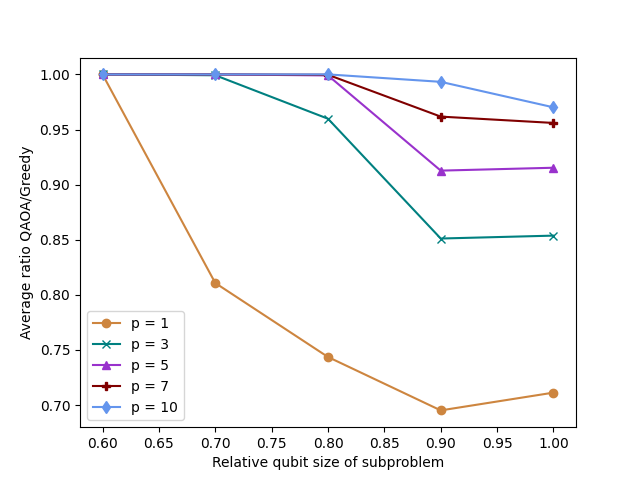 1.00
0.95
0.90
0.85
0.80
0.75
0.70
Average ratio QAOA/Greedy
p = 1
p = 3
p = 5
p = 7
p = 10
0.60 0.65 0.70 0.75 0.80 0.85 0.90 0.95 1.00
Relative qubit size of subproblem